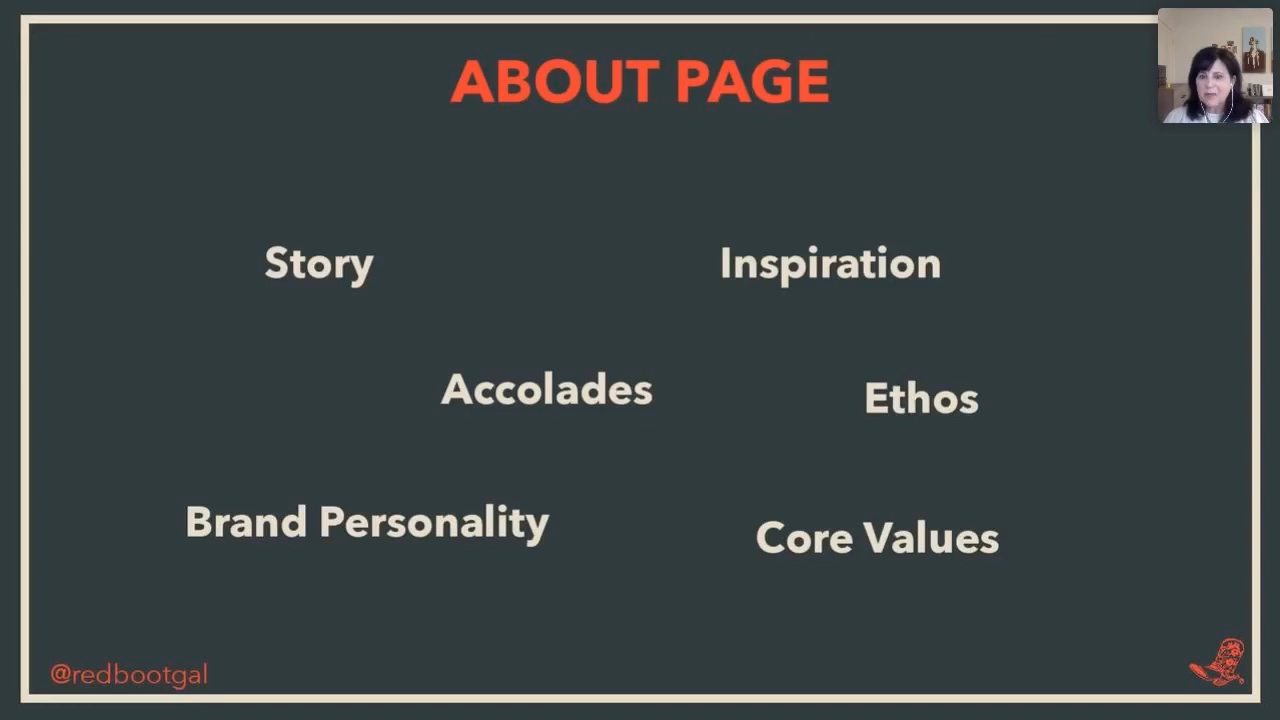 ABOUT PAGE
Story
Inspiration
Accolades
Ethos
Brand Personality
Core Values
@redbootgal